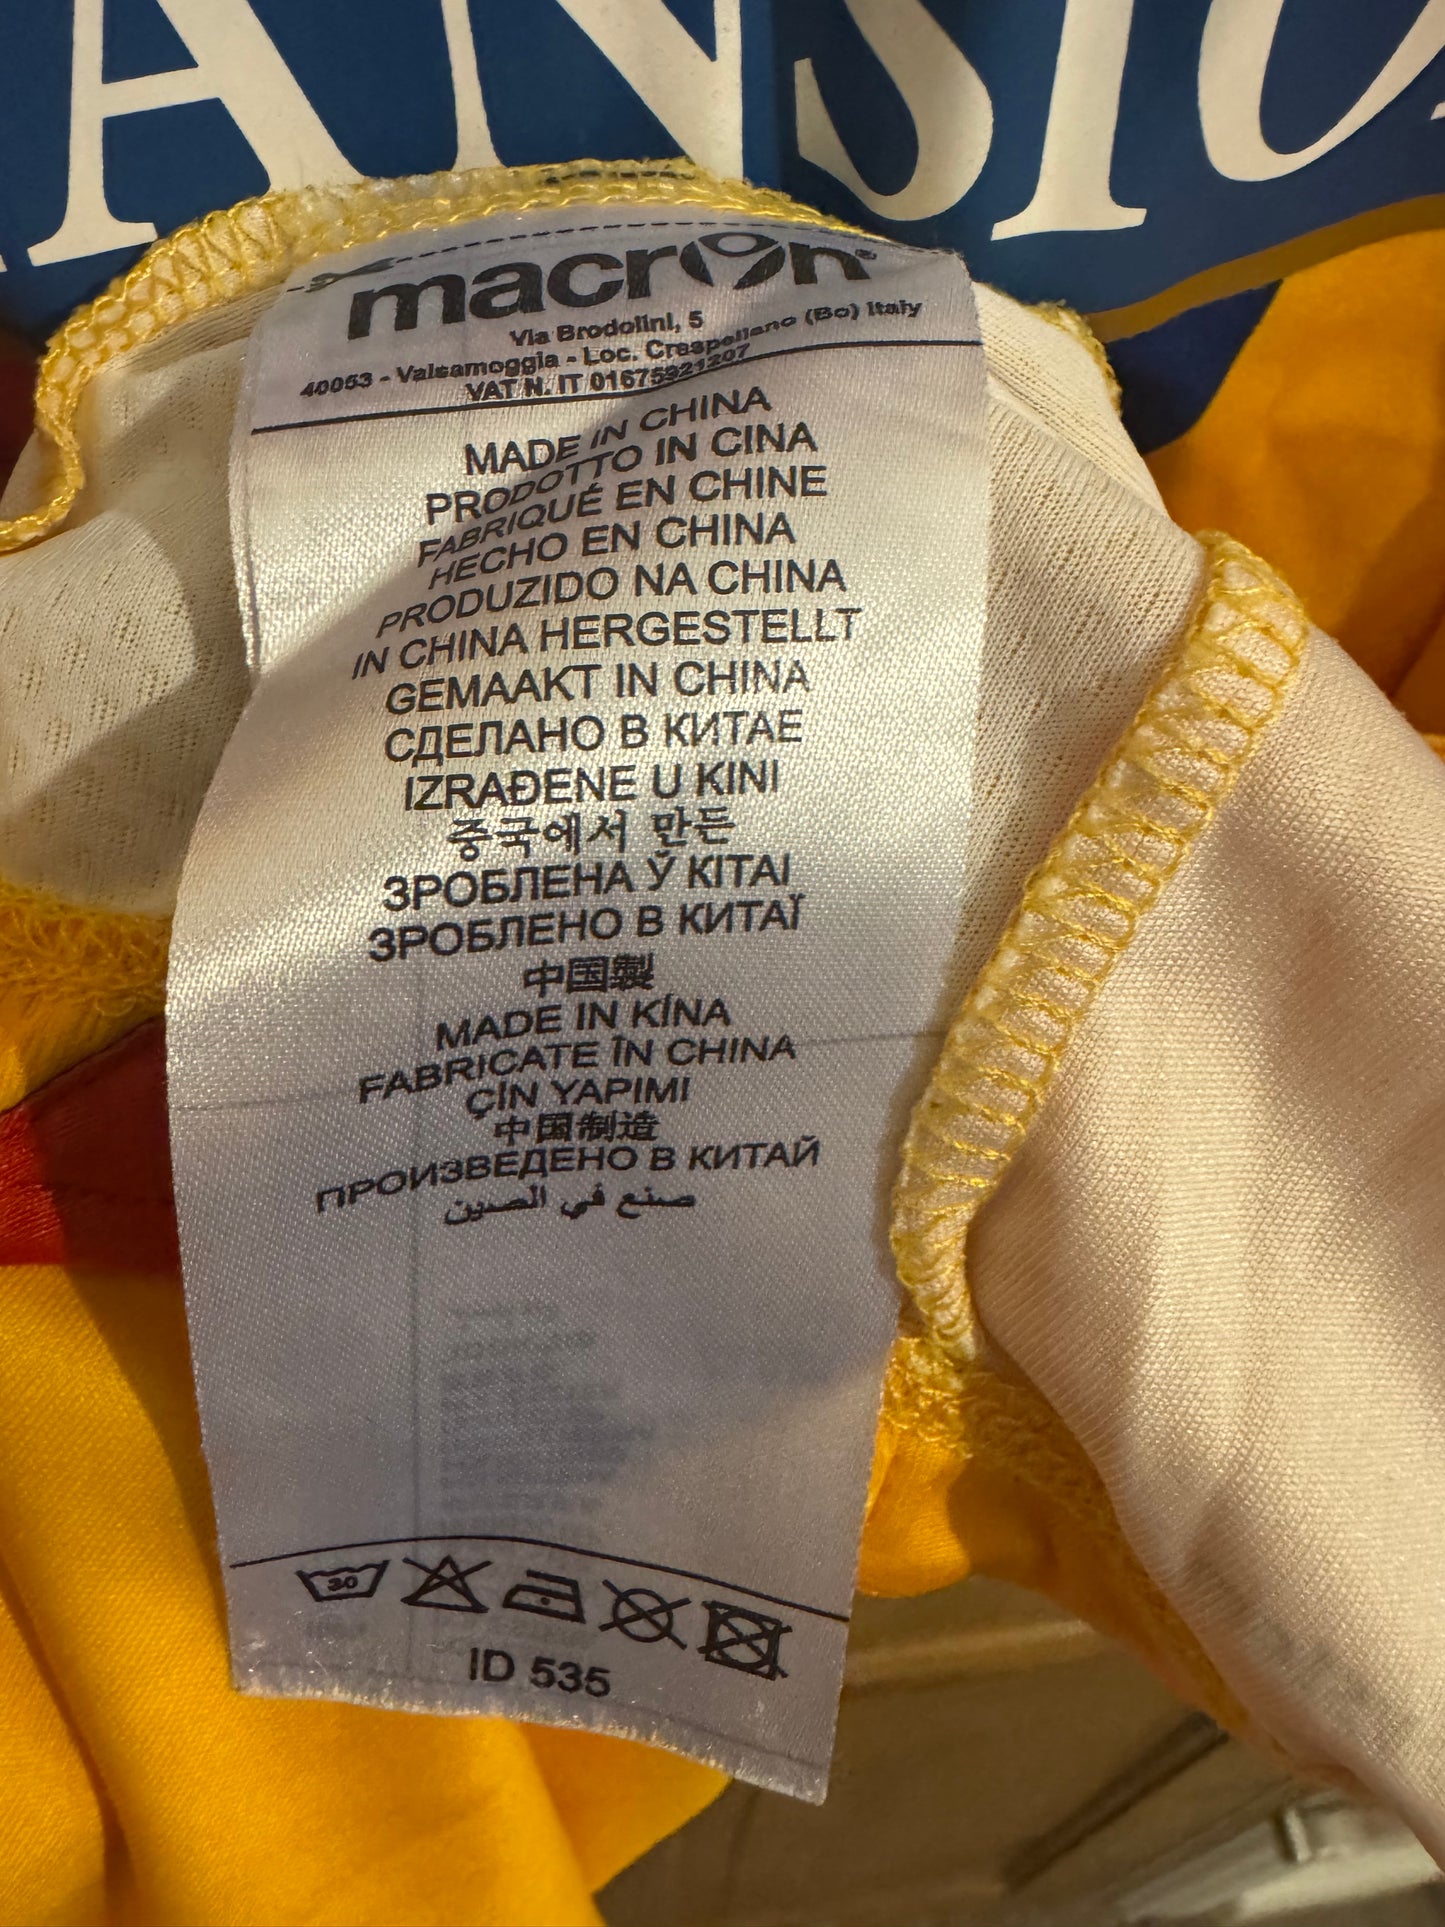 ANSIO
macron
Via Brodolini, 5
40053 - Valsamoggia - Loc. Crespellano (Bo) Italy
VAT N. IT 01675921207
MADE IN CHINA
PRODOTTO IN CINA
FABRIQUÉ EN CHINE
HECHO EN CHINA
PRODUZIDO NA CHINA
IN CHINA HERGESTELLT
GEMAAKT IN CHINA
СДЕЛАНО В КИТАЕ
IZRAĐENE U KINI
중국에서 만든
ЗРОБЛЕНА Ў КІТАІ
ЗРОБЛЕНО В КИТАЇ
中国製
MADE IN KÍNA
FABRICATE ÎN CHINA
ÇİN YAPIMI
中国制造
ПРОИЗВЕДЕНО В КИТАЙ
صنع في الصين
30
ID 535